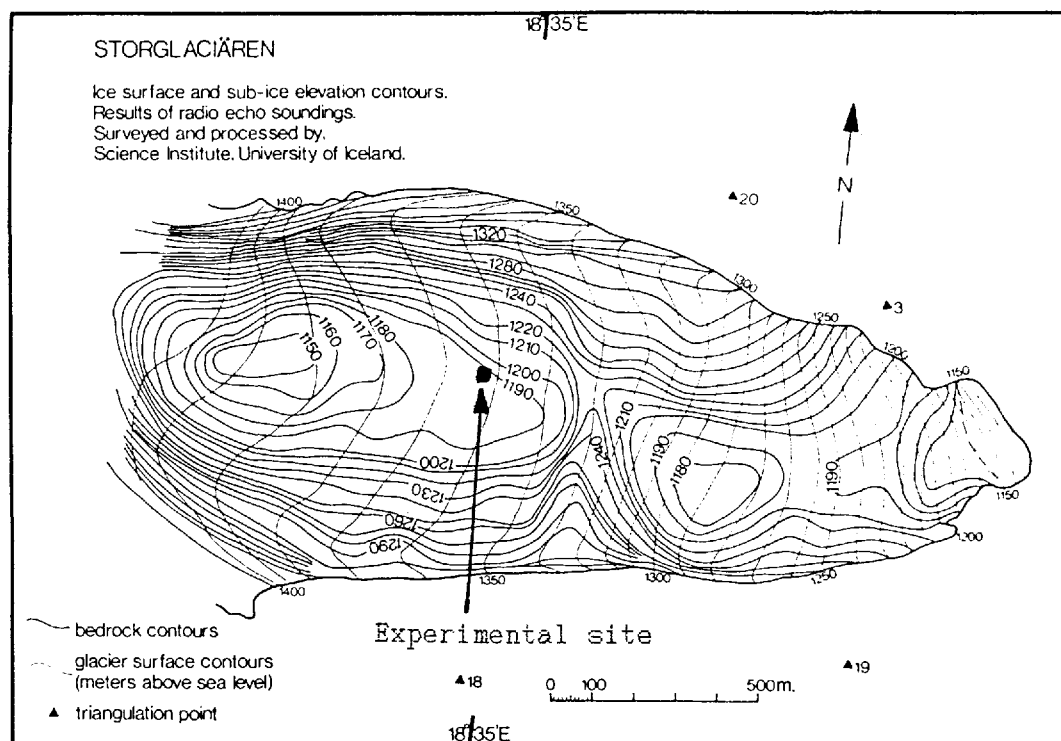 18°35'E
STORGLACIÄREN
Ice surface and sub-ice elevation contours.
Results of radio echo soundings.
Surveyed and processed by.
Science Institute. University of Iceland.
N
20
3
1400
1350
1320
1280
1240
1220
1210
1200
1190
1180
1170
1160
1150
1300
1250
1200
1150
1210
1240
1190
1180
1190
1200
1230
1260
1290
1150
1200
1250
1300
1350
1400
Experimental site
bedrock contours
glacier surface contours
(meters above sea level)
triangulation point
18
19
0 100 500m.
18°35'E